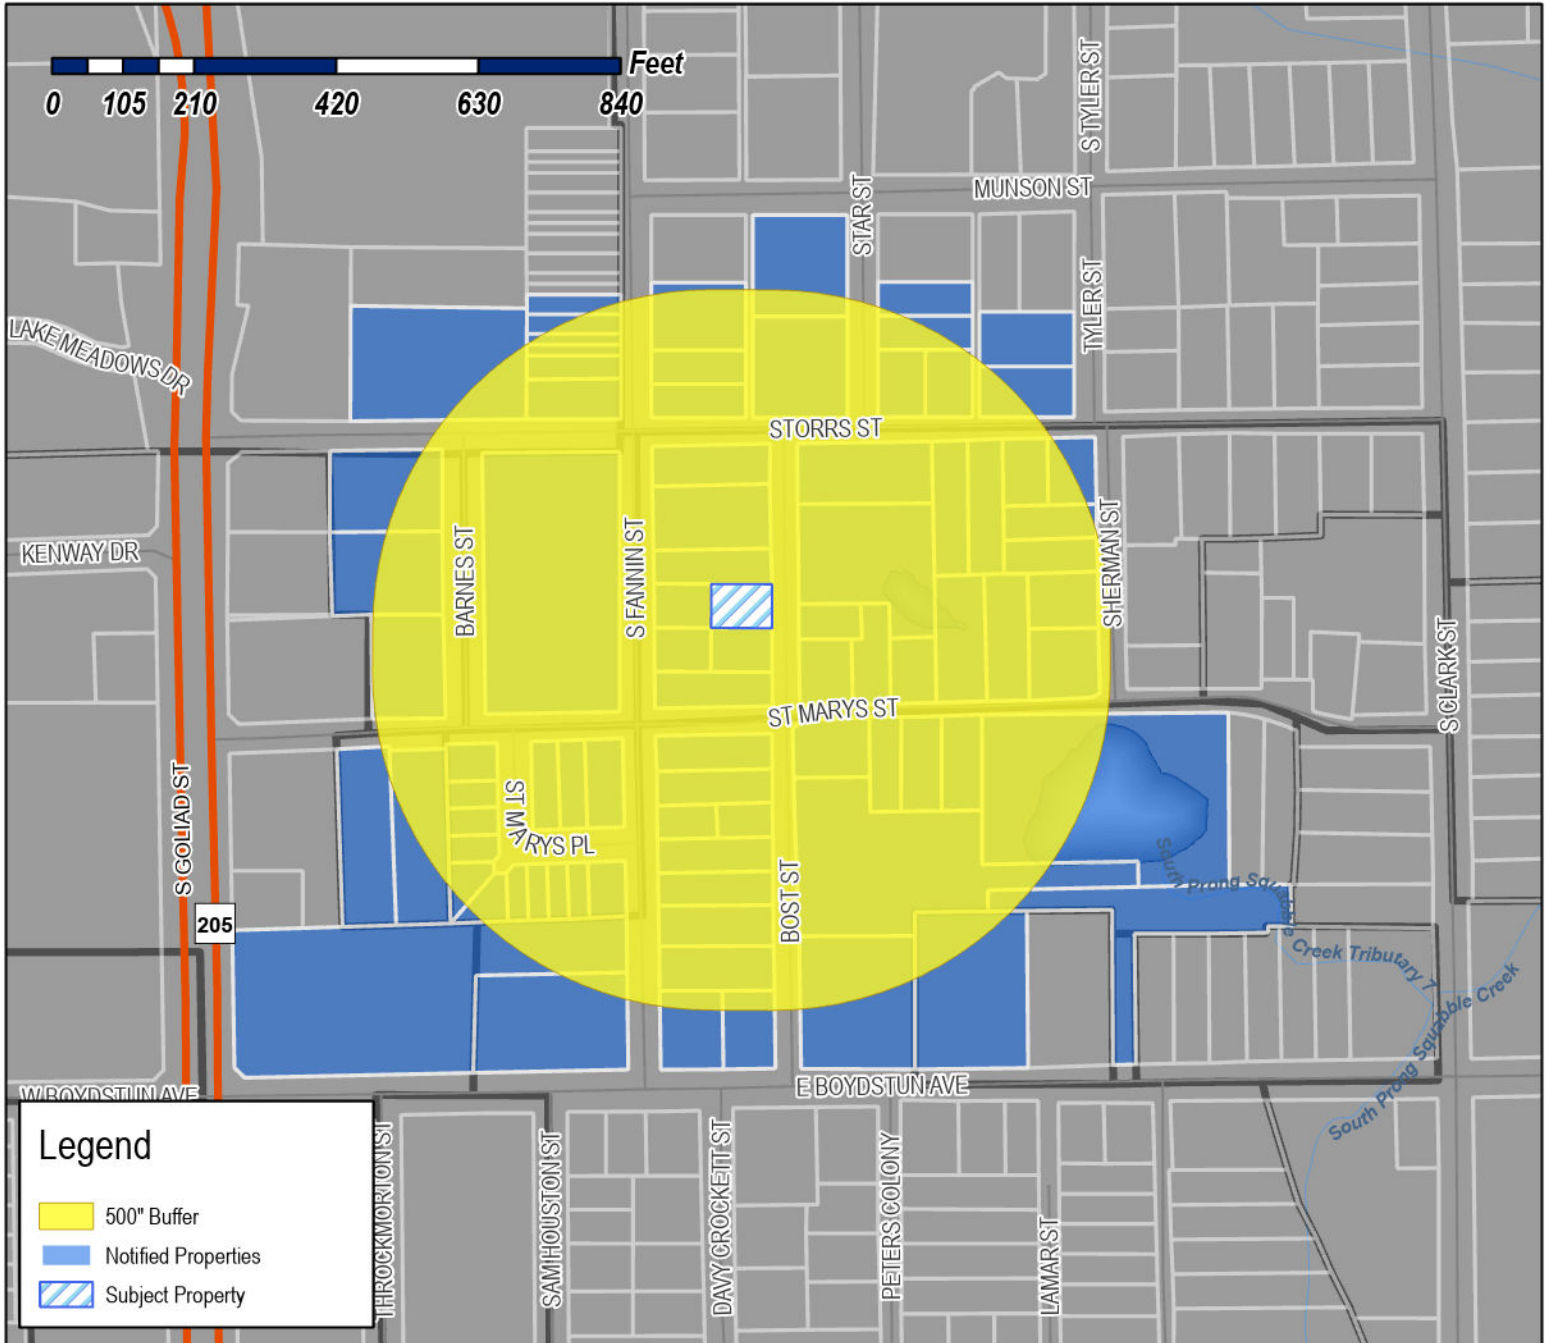 Feet
0 105 210 420 630 840
S TYLER ST
MUNSON ST
STAR ST
TYLER ST
LAKE MEADOWS DR
STORRS ST
KENWAY DR
BARNES ST
S FANNIN ST
SHERMAN ST
S CLARK ST
ST MARYS ST
S GOLIAD ST
ST MARYS PL
BOST ST
205
South Prong Squabble Creek Tributary 7
South Prong Squabble Creek
W BOYDSTUN AVE
E BOYDSTUN AVE
THROCKMORTON ST
SAM HOUSTON ST
DAVY CROCKETT ST
PETERS COLONY
LAMAR ST
Legend
500" Buffer
Notified Properties
Subject Property